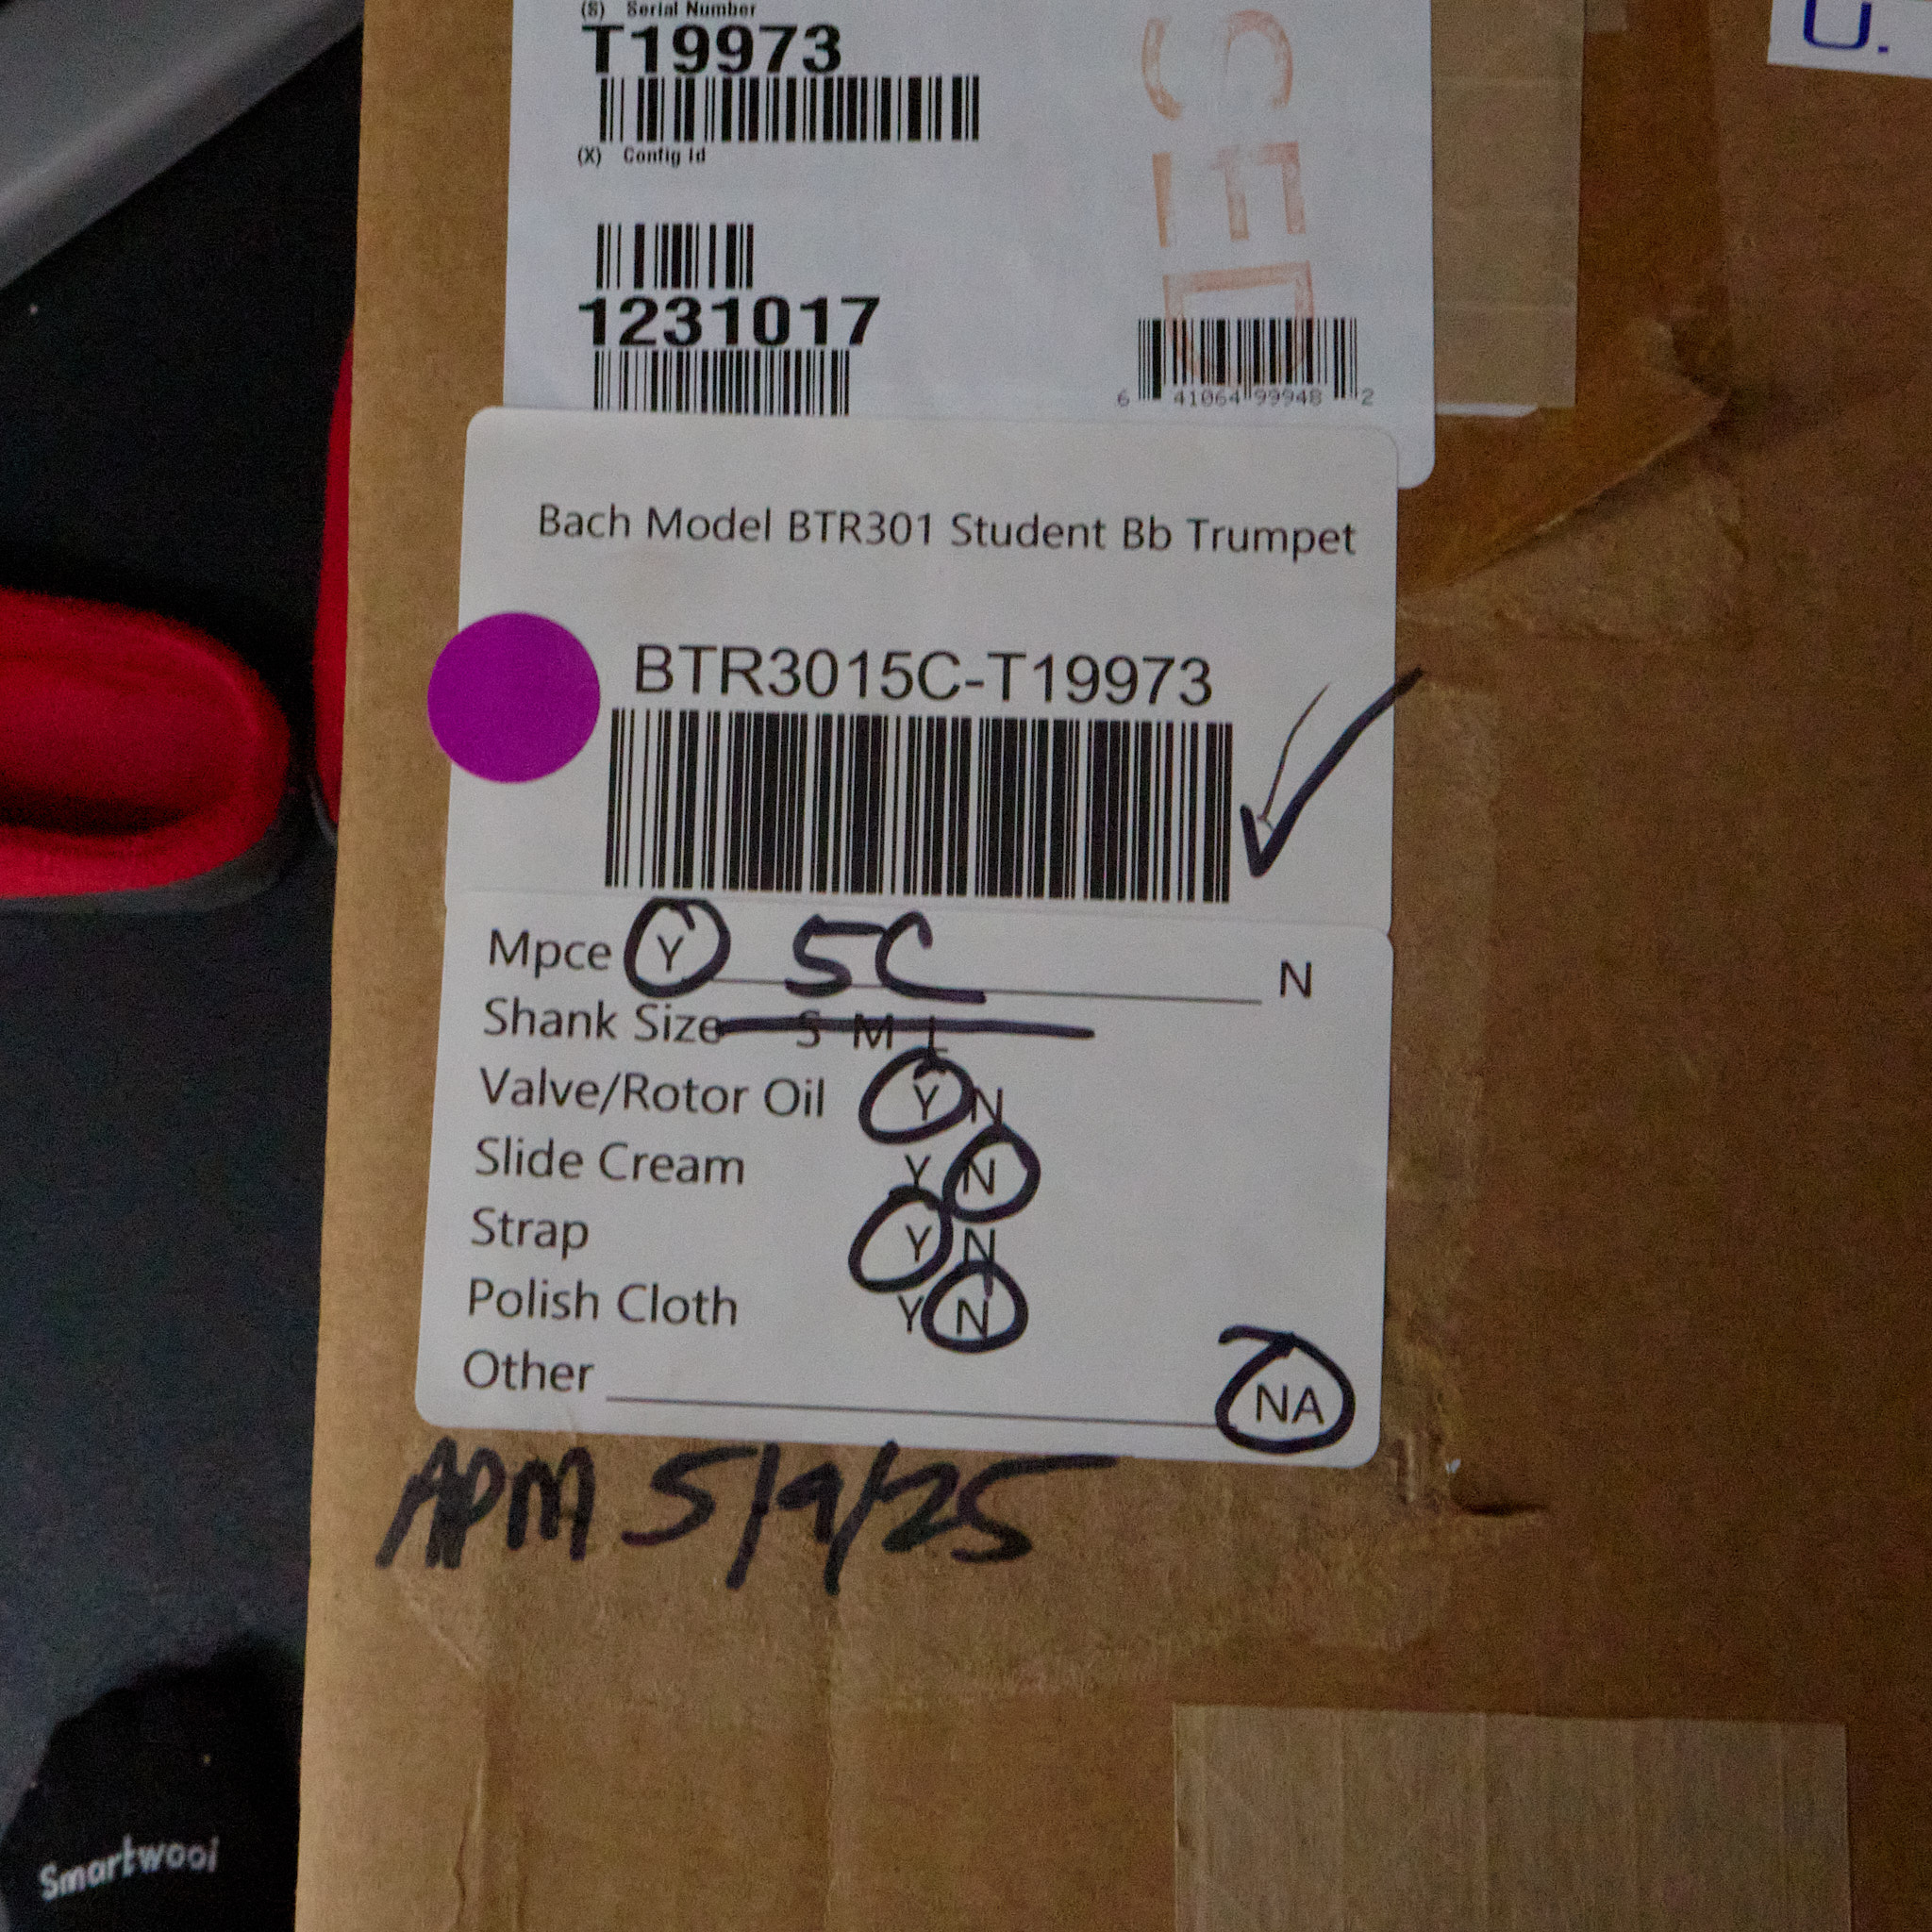 (S) Serial Number
T19973
(X) Config Id
1231017
6 41064 99948 2
U.
Bach Model BTR301 Student Bb Trumpet
BTR3015C-T19973
Mpce Y 5C N
Shank Size S M L
Valve/Rotor Oil Y N
Slide Cream Y N
Strap Y N
Polish Cloth Y N
Other NA
APM 5/9/25
Smartwool